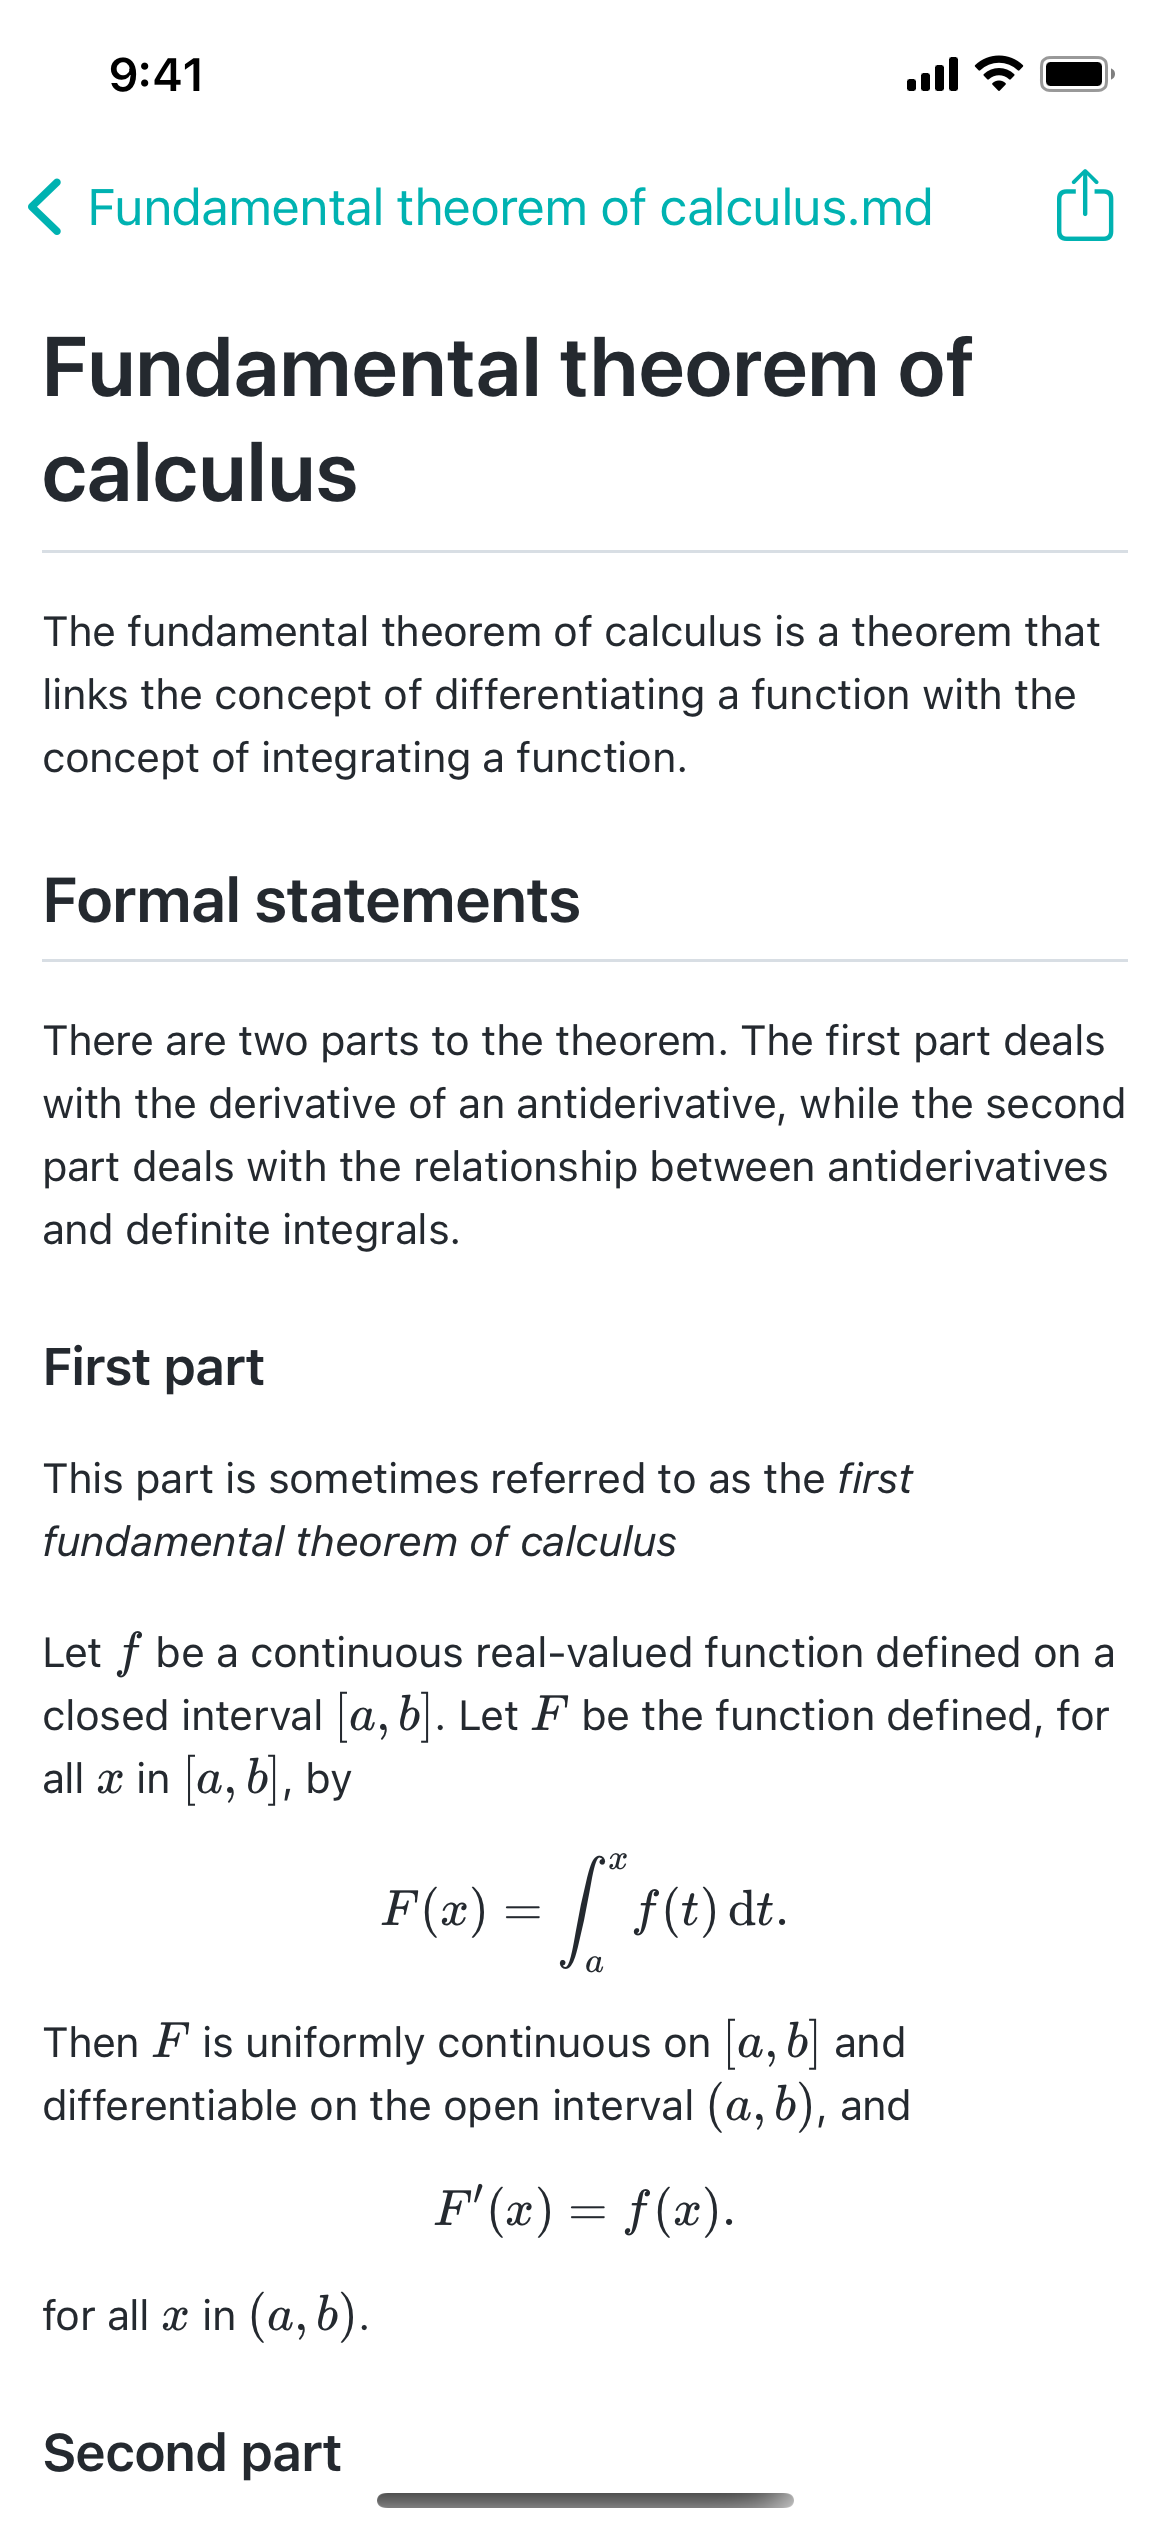 9:41
Fundamental theorem of calculus.md
Fundamental theorem of
calculus
The fundamental theorem of calculus is a theorem that
links the concept of differentiating a function with the
concept of integrating a function.
Formal statements
There are two parts to the theorem. The first part deals
with the derivative of an antiderivative, while the second
part deals with the relationship between antiderivatives
and definite integrals.
First part
This part is sometimes referred to as the first
fundamental theorem of calculus
Let f be a continuous real-valued function defined on a
closed interval [a, b]. Let F be the function defined, for
all x in [a, b], by
F(x) = ∫_a^x f(t) dt.
Then F is uniformly continuous on [a, b] and
differentiable on the open interval (a, b), and
F′(x) = f(x).
for all x in (a, b).
Second part